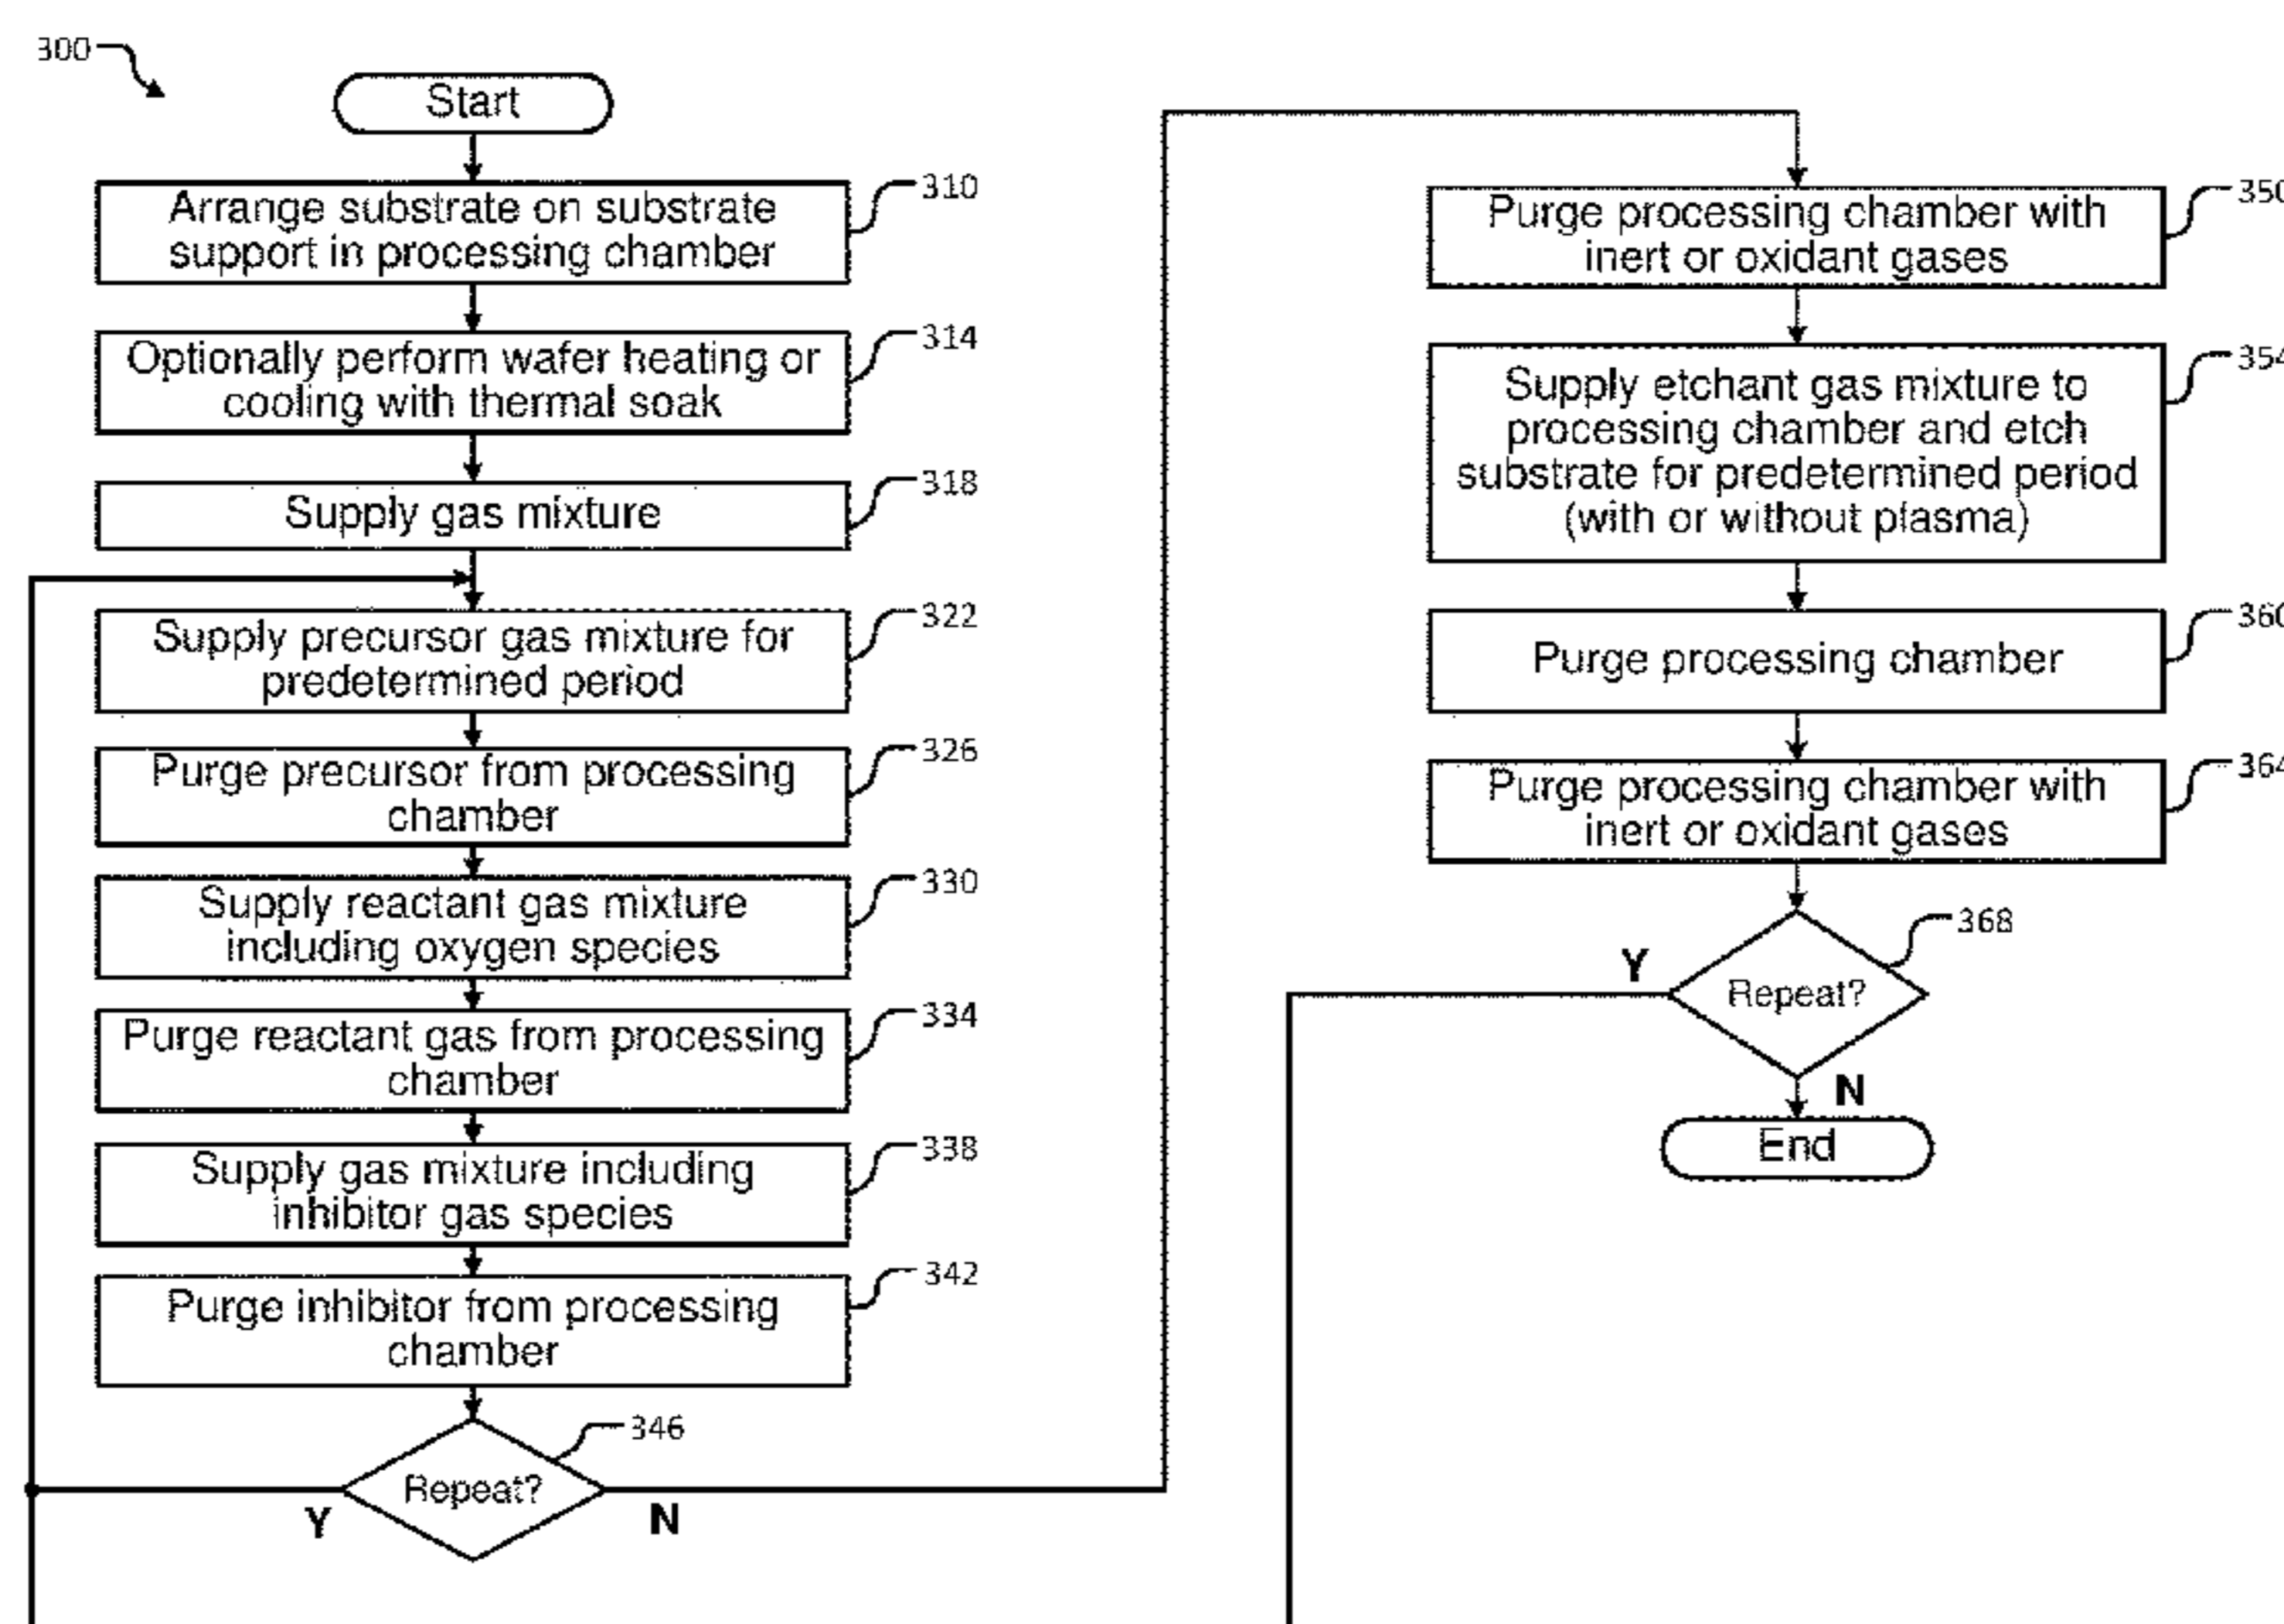 300
Start
310
Arrange substrate on substrate
support in processing chamber
314
Optionally perform wafer heating or
cooling with thermal soak
318
Supply gas mixture
322
Supply precursor gas mixture for
predetermined period
326
Purge precursor from processing
chamber
330
Supply reactant gas mixture
including oxygen species
334
Purge reactant gas from processing
chamber
338
Supply gas mixture including
inhibitor gas species
342
Purge inhibitor from processing
chamber
346
Repeat?
Y
N
350
Purge processing chamber with
inert or oxidant gases
354
Supply etchant gas mixture to
processing chamber and etch
substrate for predetermined period
(with or without plasma)
360
Purge processing chamber
364
Purge processing chamber with
inert or oxidant gases
368
Y
Repeat?
N
End